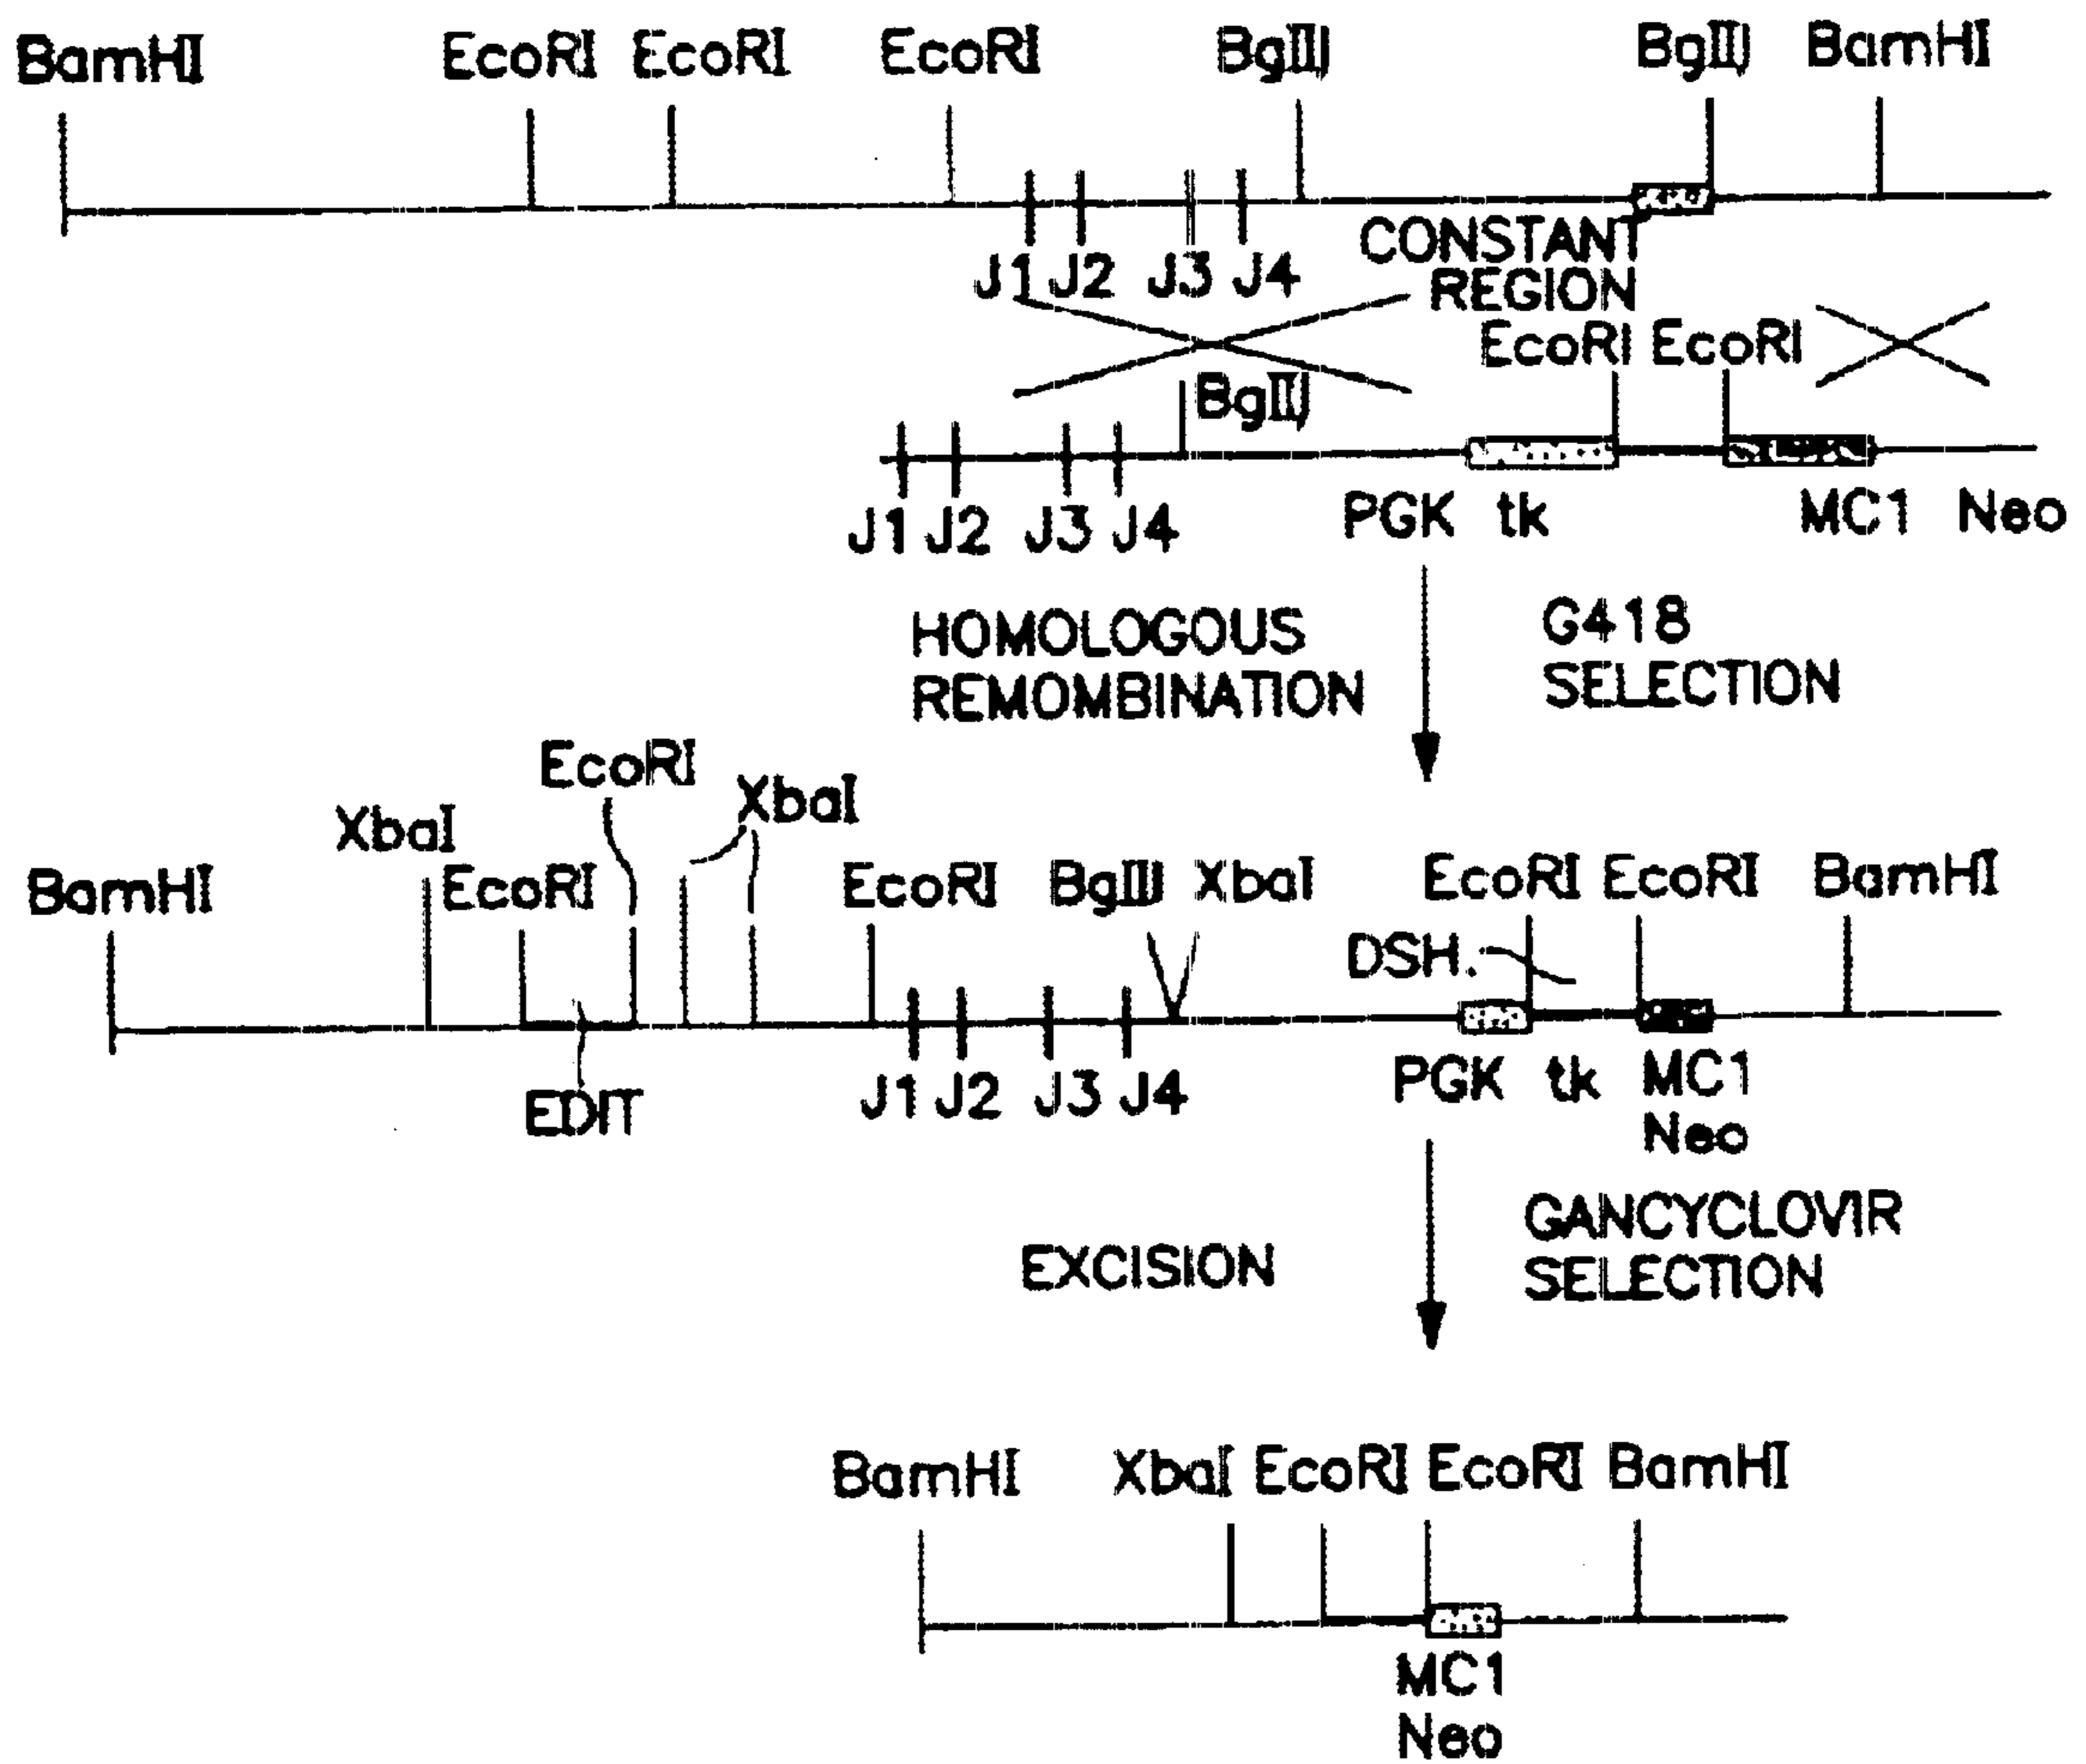 BamHI EcoRI EcoRI EcoRI BglII BglII BamHI
J1 J2 J3 J4 CONSTANT
REGION
EcoRI EcoRI
BglII
J1 J2 J3 J4 PGK tk MC1 Neo
HOMOLOGOUS
REMOMBINATION
G418
SELECTION
EcoRI
XbaI XbaI
BamHI EcoRI EcoRI BglII XbaI EcoRI EcoRI BamHI
DSH.
J1 J2 J3 J4 PGK tk MC1
Neo
EDIT
EXCISION
GANCYCLOVIR
SELECTION
BamHI XbaI EcoRI EcoRI BamHI
MC1
Neo